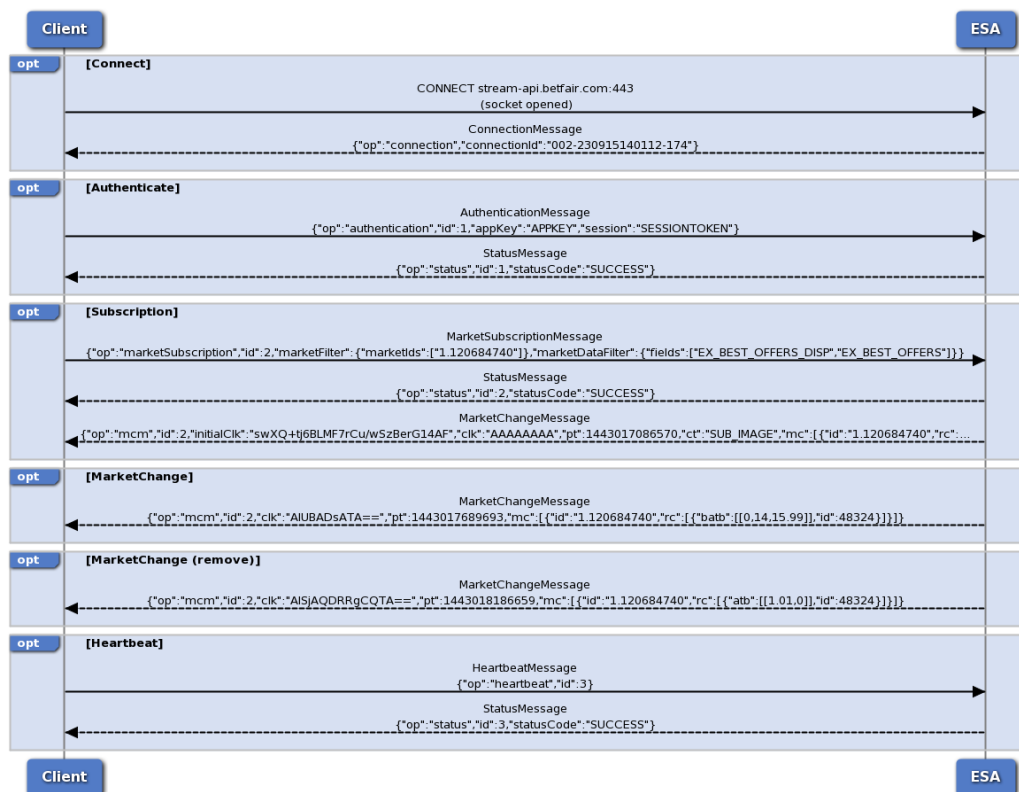 Client ESA
opt [Connect]
CONNECT stream-api.betfair.com:443
(socket opened)
ConnectionMessage
{"op":"connection","connectionId":"002-230915140112-174"}
opt [Authenticate]
AuthenticationMessage
{"op":"authentication","id":1,"appKey":"APPKEY","session":"SESSIONTOKEN"}
StatusMessage
{"op":"status","id":1,"statusCode":"SUCCESS"}
opt [Subscription]
MarketSubscriptionMessage
{"op":"marketSubscription","id":2,"marketFilter":{"marketIds":["1.120684740"]},"marketDataFilter":{"fields":["EX_BEST_OFFERS_DISP","EX_BEST_OFFERS"]}}
StatusMessage
{"op":"status","id":2,"statusCode":"SUCCESS"}
MarketChangeMessage
{"op":"mcm","id":2,"initialClk":"swXQ+tj6BLMF7rCu/wSzBerG14AF","clk":"AAAAAAAA","pt":1443017086570,"ct":"SUB_IMAGE","mc":[{"id":"1.120684740","rc":...
opt [MarketChange]
MarketChangeMessage
{"op":"mcm","id":2,"clk":"AIUBADsATA==","pt":1443017689693,"mc":[{"id":"1.120684740","rc":[{"batb":[[0,14,15.99]],"id":48324}]}]}
opt [MarketChange (remove)]
MarketChangeMessage
{"op":"mcm","id":2,"clk":"AISjAQDRRgCQTA==","pt":1443018186659,"mc":[{"id":"1.120684740","rc":[{"atb":[[1.01,0]],"id":48324}]}]}
opt [Heartbeat]
HeartbeatMessage
{"op":"heartbeat","id":3}
StatusMessage
{"op":"status","id":3,"statusCode":"SUCCESS"}
Client ESA